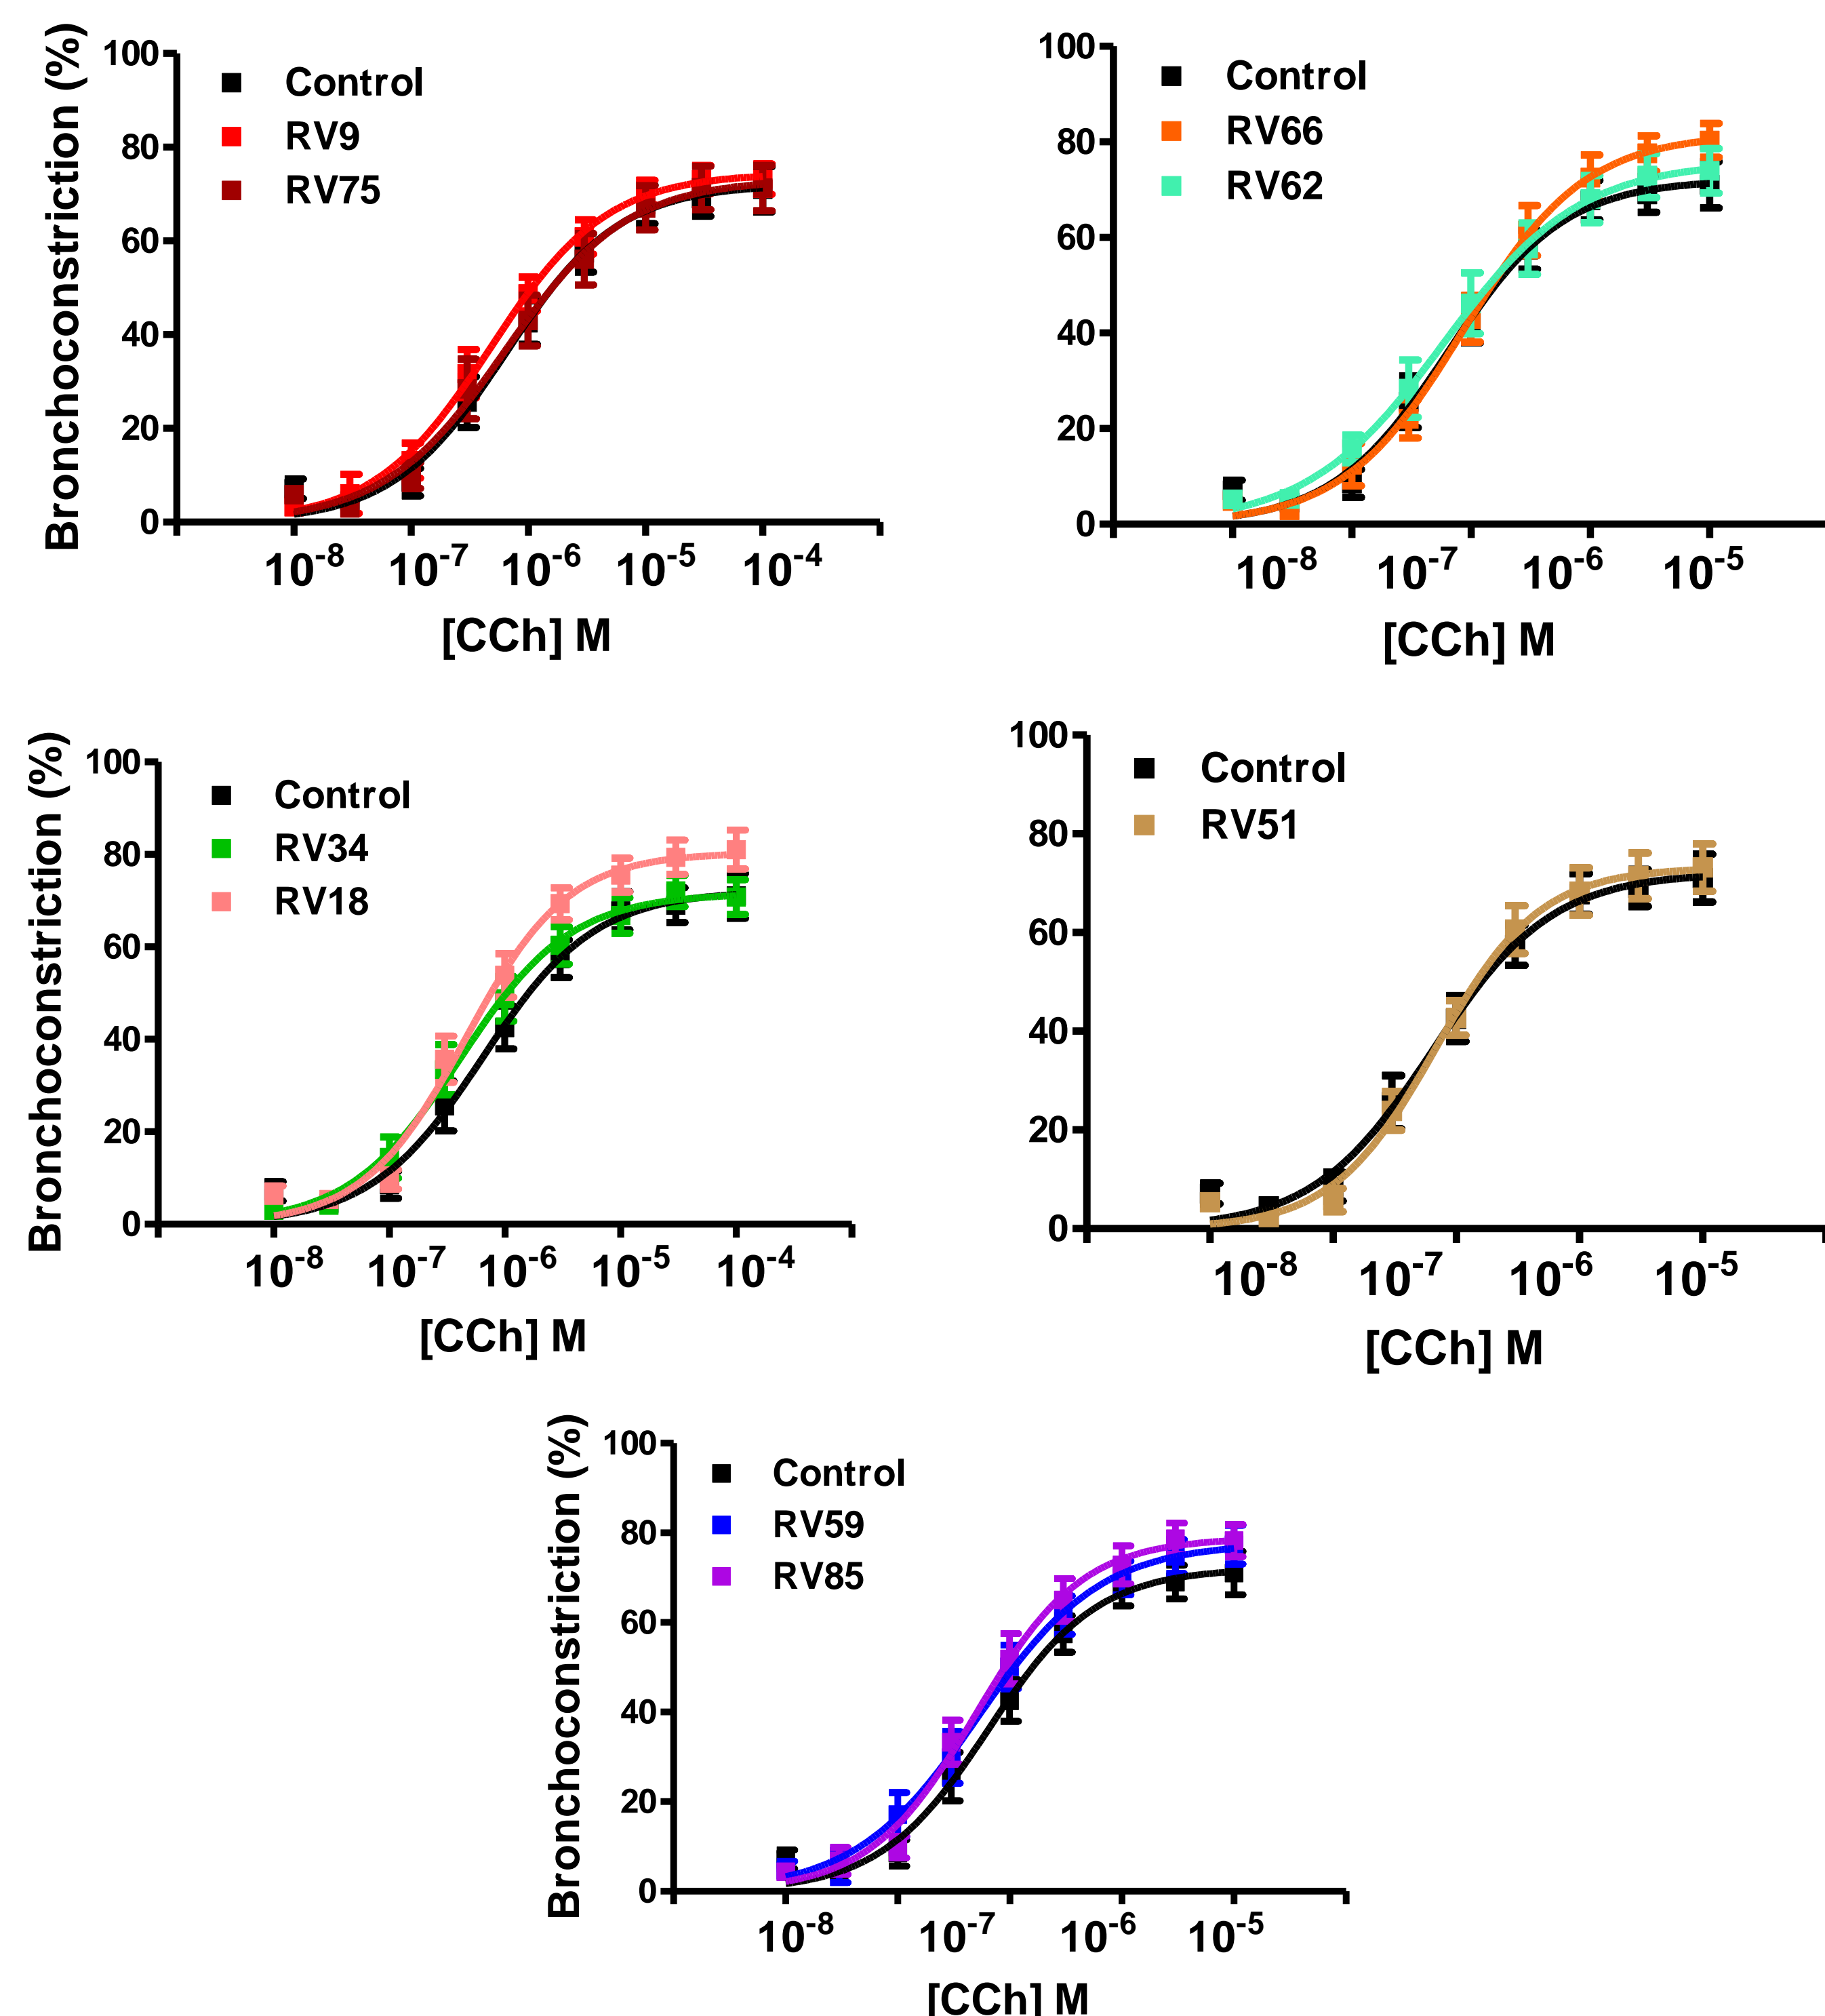 Bronchoconstriction (%)
100
80
60
40
20
0
Control
RV9
RV75
10-8 10-7 10-6 10-5 10-4
[CCh] M
100
80
60
40
20
0
Control
RV66
RV62
10-8 10-7 10-6 10-5
[CCh] M
Bronchoconstriction (%)
100
80
60
40
20
0
Control
RV34
RV18
10-8 10-7 10-6 10-5 10-4
[CCh] M
100
80
60
40
20
0
Control
RV51
10-8 10-7 10-6 10-5
[CCh] M
Bronchoconstriction (%)
100
80
60
40
20
0
Control
RV59
RV85
10-8 10-7 10-6 10-5
[CCh] M